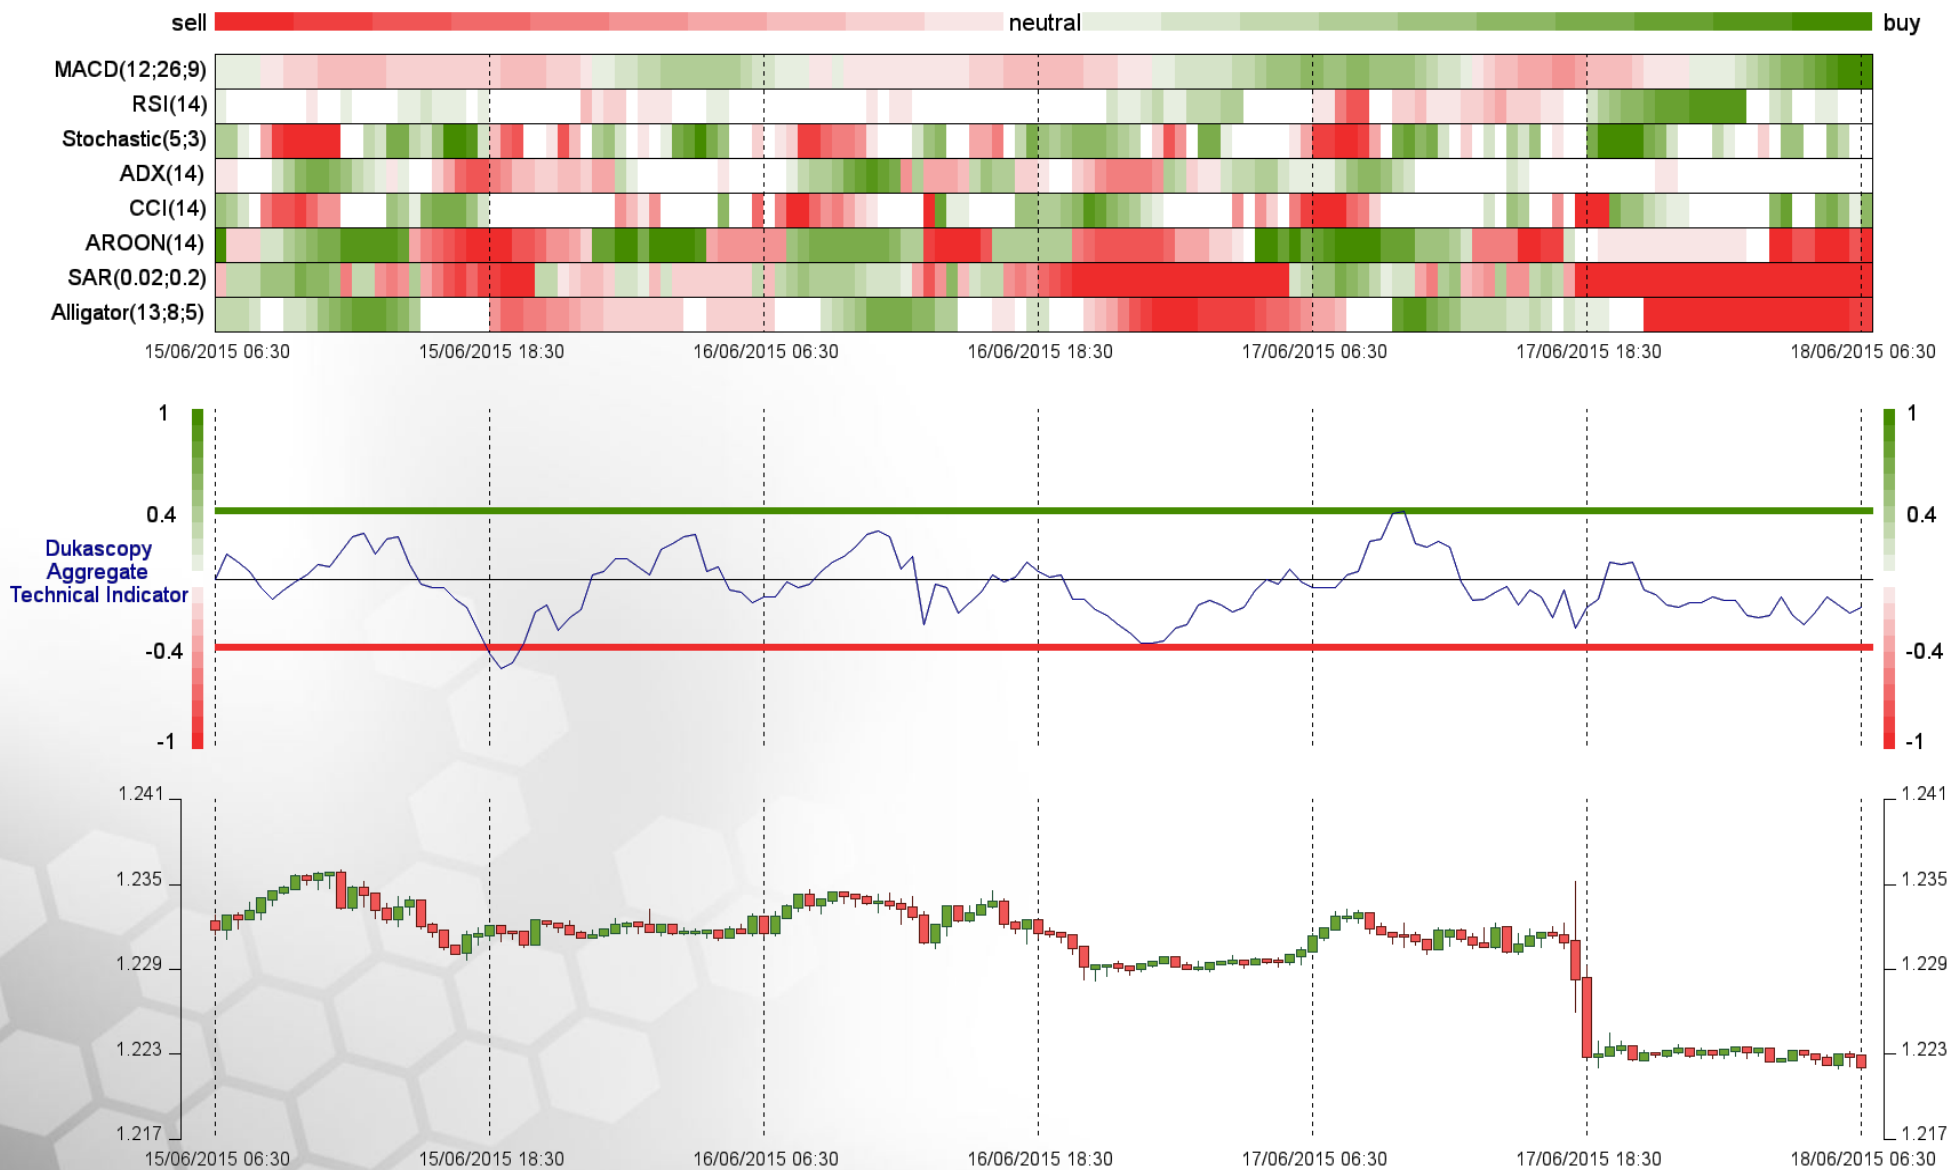 sell neutral buy
MACD(12;26;9)
RSI(14)
Stochastic(5;3)
ADX(14)
CCI(14)
AROON(14)
SAR(0.02;0.2)
Alligator(13;8;5)
15/06/2015 06:30 15/06/2015 18:30 16/06/2015 06:30 16/06/2015 18:30 17/06/2015 06:30 17/06/2015 18:30 18/06/2015 06:30
1 1
0.4 0.4
Dukascopy
Aggregate
Technical Indicator
-0.4 -0.4
-1 -1
1.241 1.241
1.235 1.235
1.229 1.229
1.223 1.223
1.217 1.217
15/06/2015 06:30 15/06/2015 18:30 16/06/2015 06:30 16/06/2015 18:30 17/06/2015 06:30 17/06/2015 18:30 18/06/2015 06:30